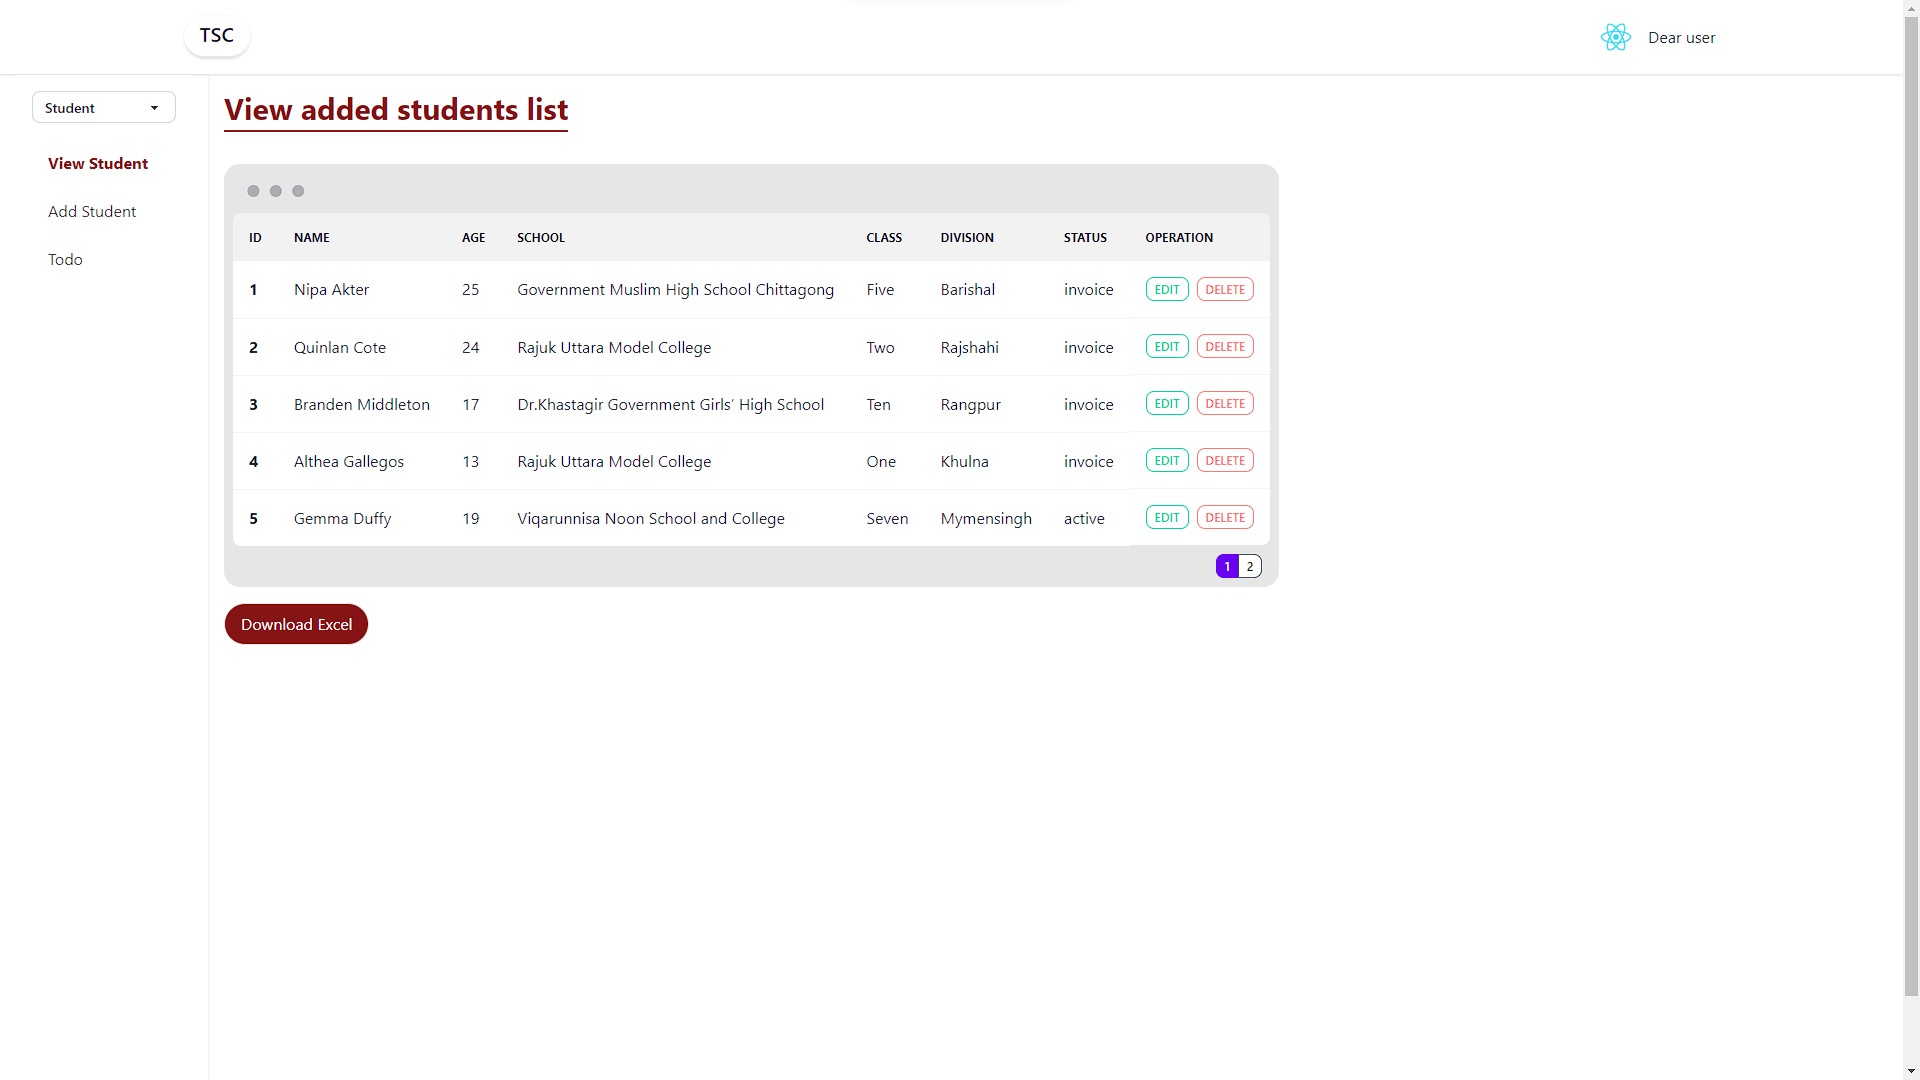 TSC
Dear user
Student
View Student
Add Student
Todo
View added students list
ID NAME AGE SCHOOL CLASS DIVISION STATUS OPERATION
1 Nipa Akter 25 Government Muslim High School Chittagong Five Barishal invoice EDIT DELETE
2 Quinlan Cote 24 Rajuk Uttara Model College Two Rajshahi invoice EDIT DELETE
3 Branden Middleton 17 Dr.Khastagir Government Girls’ High School Ten Rangpur invoice EDIT DELETE
4 Althea Gallegos 13 Rajuk Uttara Model College One Khulna invoice EDIT DELETE
5 Gemma Duffy 19 Viqarunnisa Noon School and College Seven Mymensingh active EDIT DELETE
1 2
Download Excel